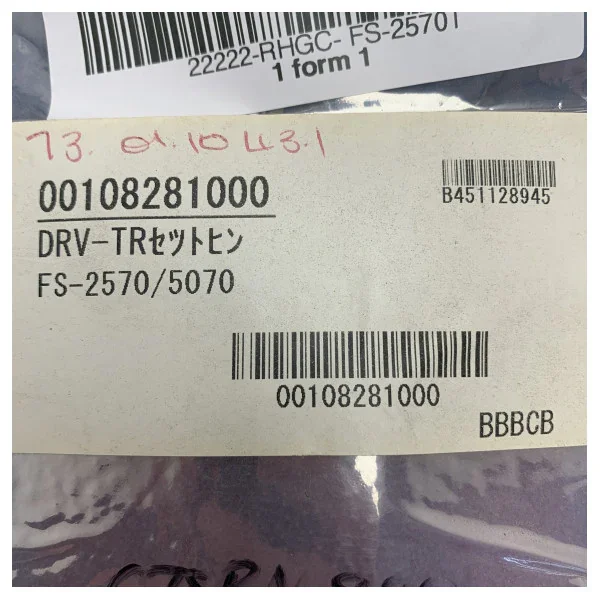 22222-RHGC- FS-25701
1 form 1
73. 01.10 43.1
00108281000
B451128945
DRV-TRセツトヒン
FS-2570/5070
00108281000
BBBCB